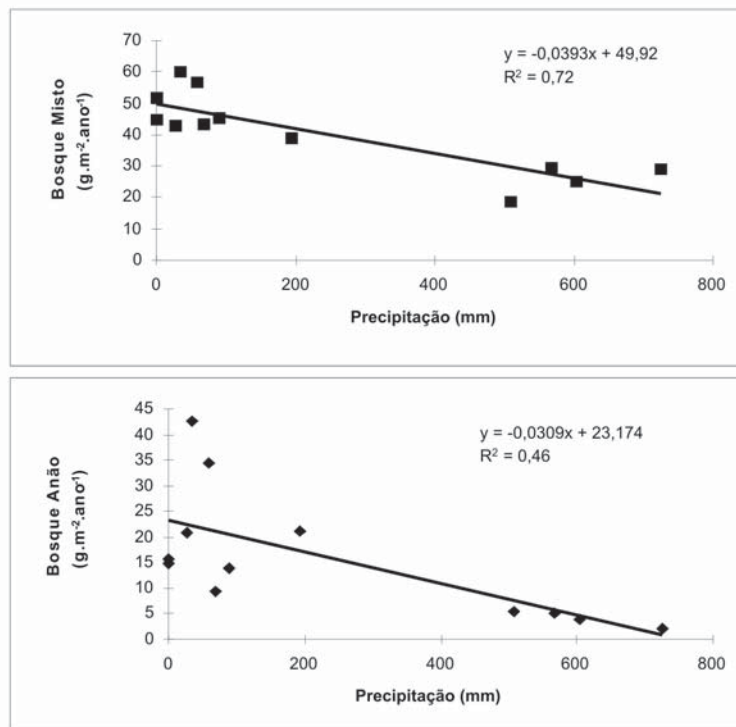 Bosque Misto
(g.m⁻².ano⁻¹)
70
60
50
40
30
20
10
0
y = -0,0393x + 49,92
R² = 0,72
0 200 400 600 800
Precipitação (mm)
Bosque Anão
(g.m⁻².ano⁻¹)
45
40
35
30
25
20
15
10
5
0
y = -0,0309x + 23,174
R² = 0,46
0 200 400 600 800
Precipitação (mm)